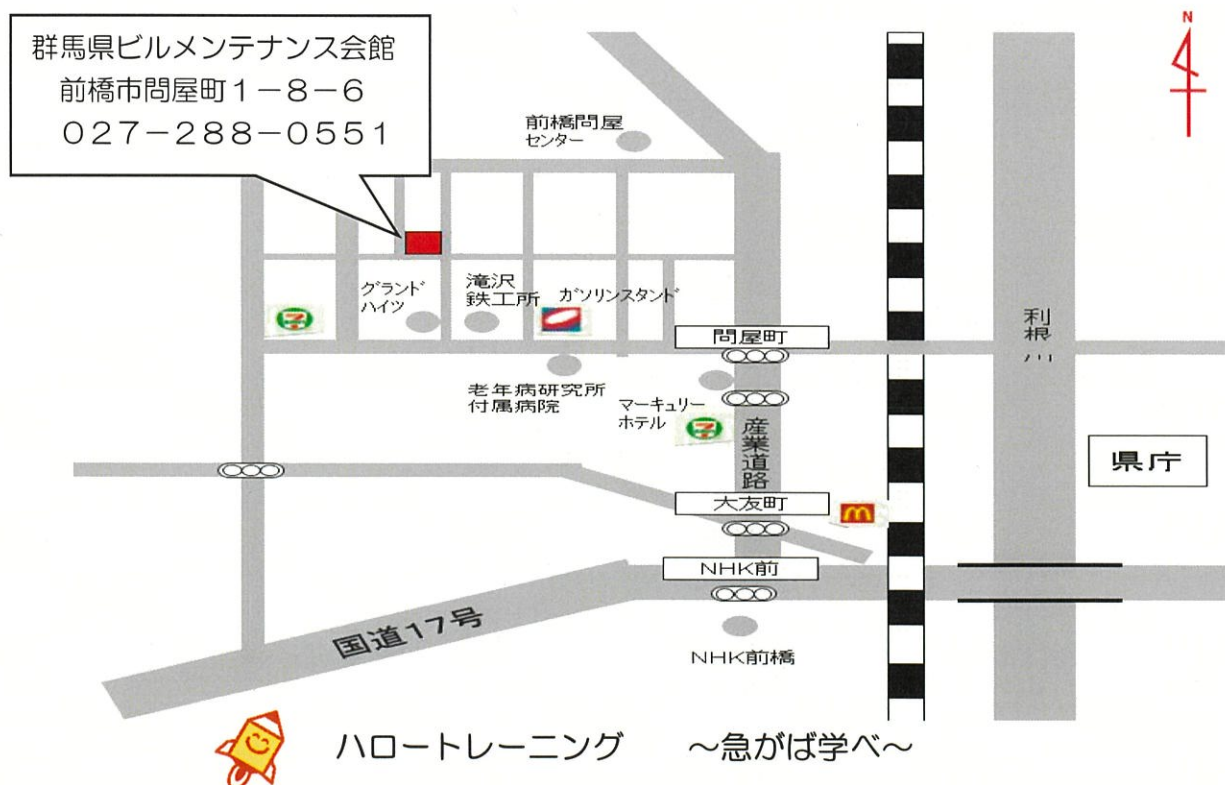 群馬県ビルメンテナンス会館
前橋市問屋町1-8-6
027-288-0551
N
前橋問屋
センター
グランド
ハイツ
滝沢
鉄工所
ガソリンスタンド
問屋町
利根川
老年病研究所
付属病院
マーキュリー
ホテル
産業道路
県庁
大友町
NHK前
国道17号
NHK前橋
ハロートレーニング ～急がば学べ～